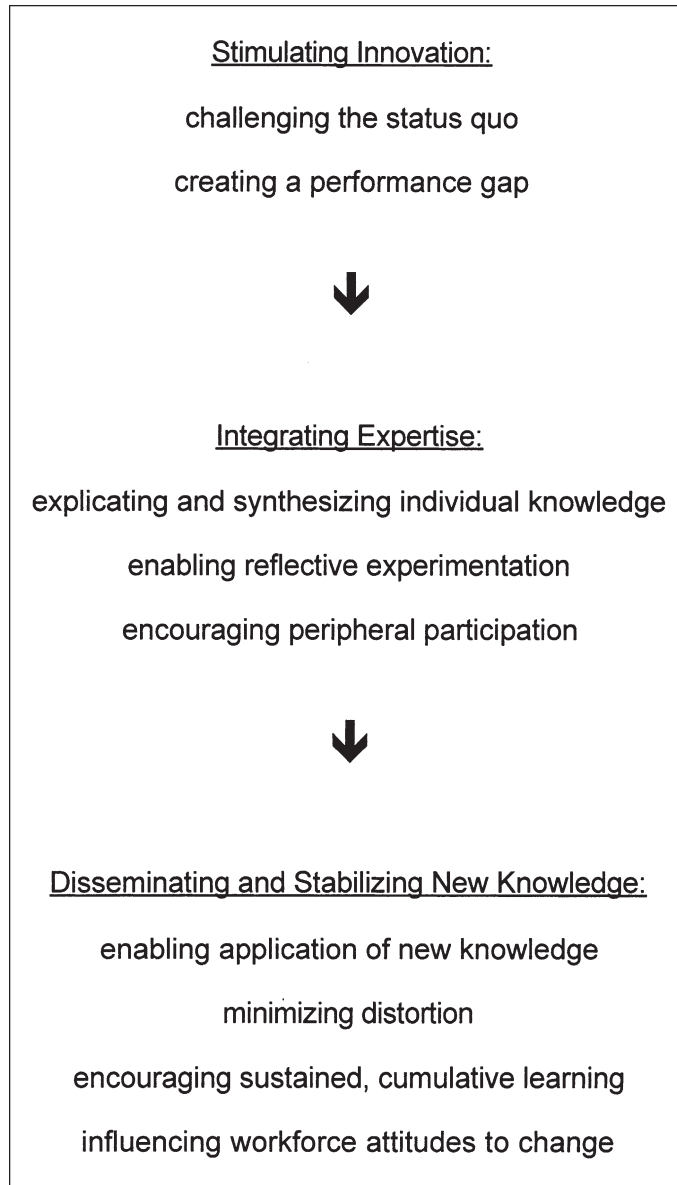 Stimulating Innovation:
challenging the status quo
creating a performance gap
Integrating Expertise:
explicating and synthesizing individual knowledge
enabling reflective experimentation
encouraging peripheral participation
Disseminating and Stabilizing New Knowledge:
enabling application of new knowledge
minimizing distortion
encouraging sustained, cumulative learning
influencing workforce attitudes to change